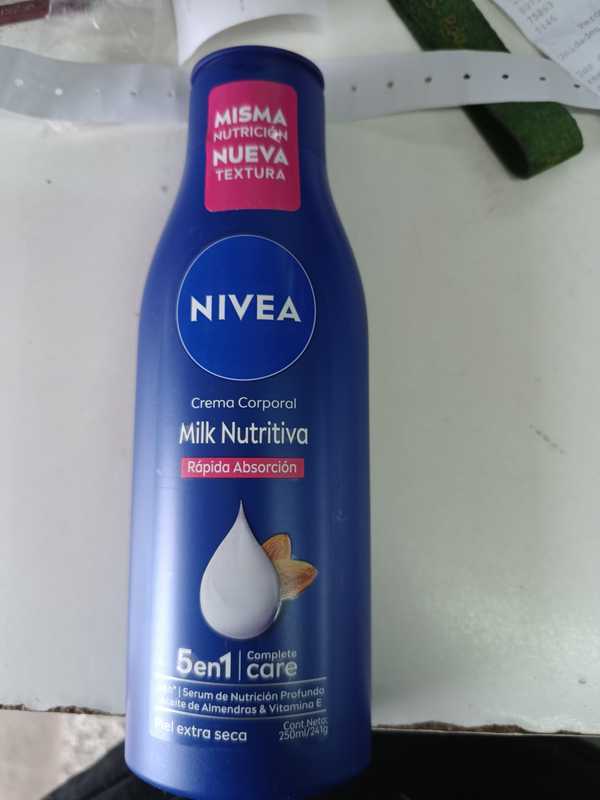 MISMA
NUTRICIÓN
NUEVA
TEXTURA
NIVEA
Crema Corporal
Milk Nutritiva
Rápida Absorción
5en1 | Complete care
| Serum de Nutrición Profunda
Aceite de Almendras & Vitamina E
Piel extra seca
Cont.Neto:
250ml/241g